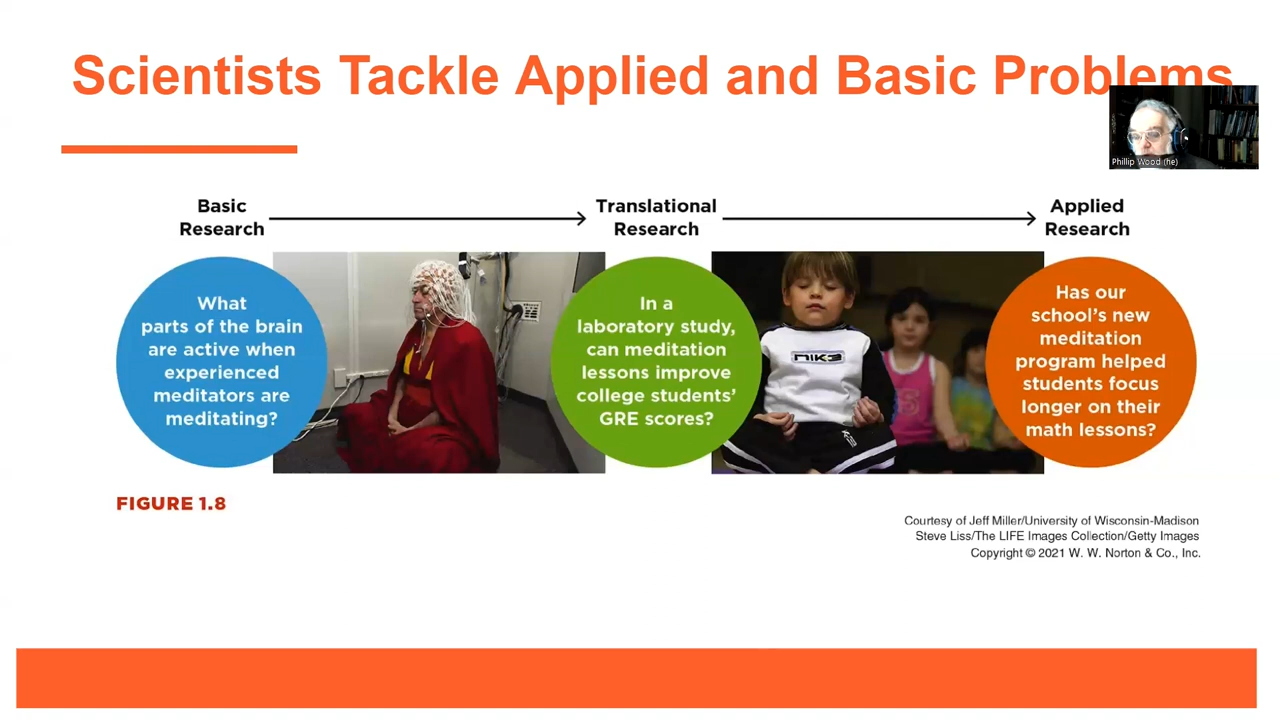 Scientists Tackle Applied and Basic Problems
Phillip Wood (he)
Basic
Research
Translational
Research
Applied
Research
What
parts of the brain
are active when
experienced
meditators are
meditating?
In a
laboratory study,
can meditation
lessons improve
college students’
GRE scores?
Has our
school’s new
meditation
program helped
students focus
longer on their
math lessons?
FIGURE 1.8
Courtesy of Jeff Miller/University of Wisconsin-Madison
Steve Liss/The LIFE Images Collection/Getty Images
Copyright © 2021 W. W. Norton & Co., Inc.